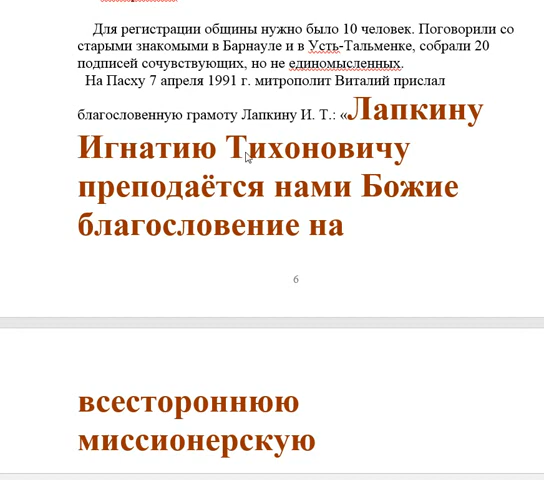 Для регистрации общины нужно было 10 человек. Поговорили со
старыми знакомыми в Барнауле и в Усть-Тальменке, собрали 20
подписей сочувствующих, но не единомысленных.
На Пасху 7 апреля 1991 г. митрополит Виталий прислал
благословенную грамоту Лапкину И. Т.: «Лапкину
Игнатию Тихоновичу
преподаётся нами Божие
благословение на
6
всестороннюю
миссионерскую